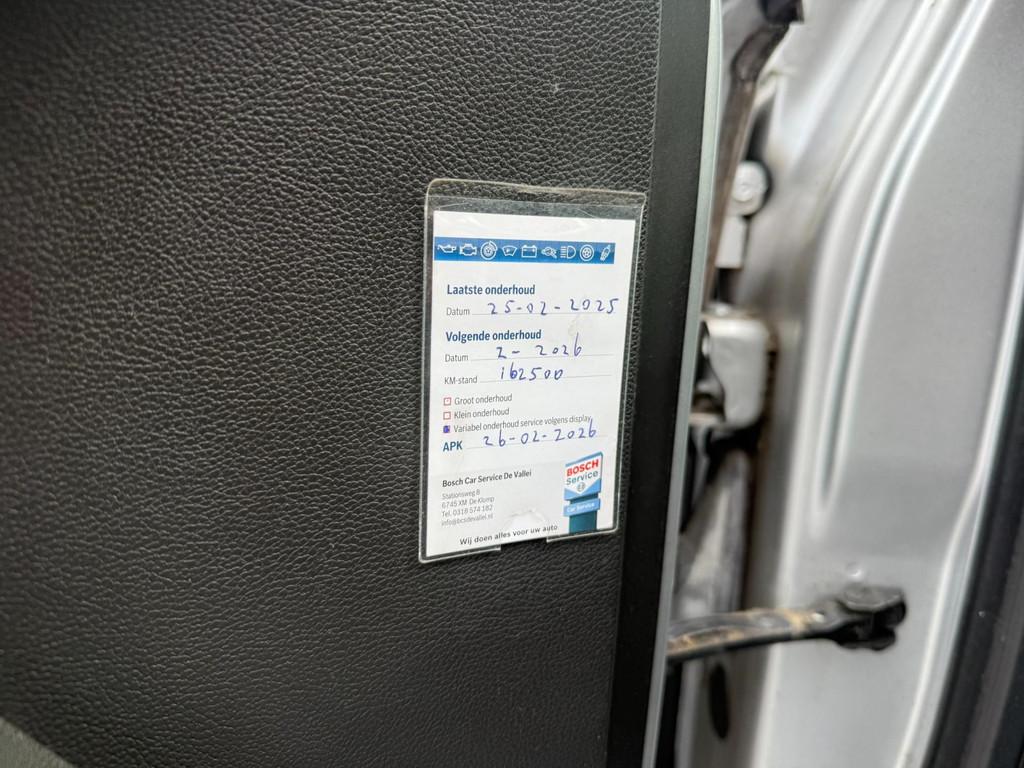 Laatste onderhoud
Datum 25-02-2025
Volgende onderhoud
Datum 2-2026
KM-stand 162500
Groot onderhoud
Klein onderhoud
Variabel onderhoud service volgens display
APK 26-02-2026
Bosch Car Service De Vallei
Stationsweg 8
6745 XM De Klomp
Tel. 0318 574 182
info@bcsdevallei.nl
BOSCH
Service
Car Service
Wij doen alles voor uw auto